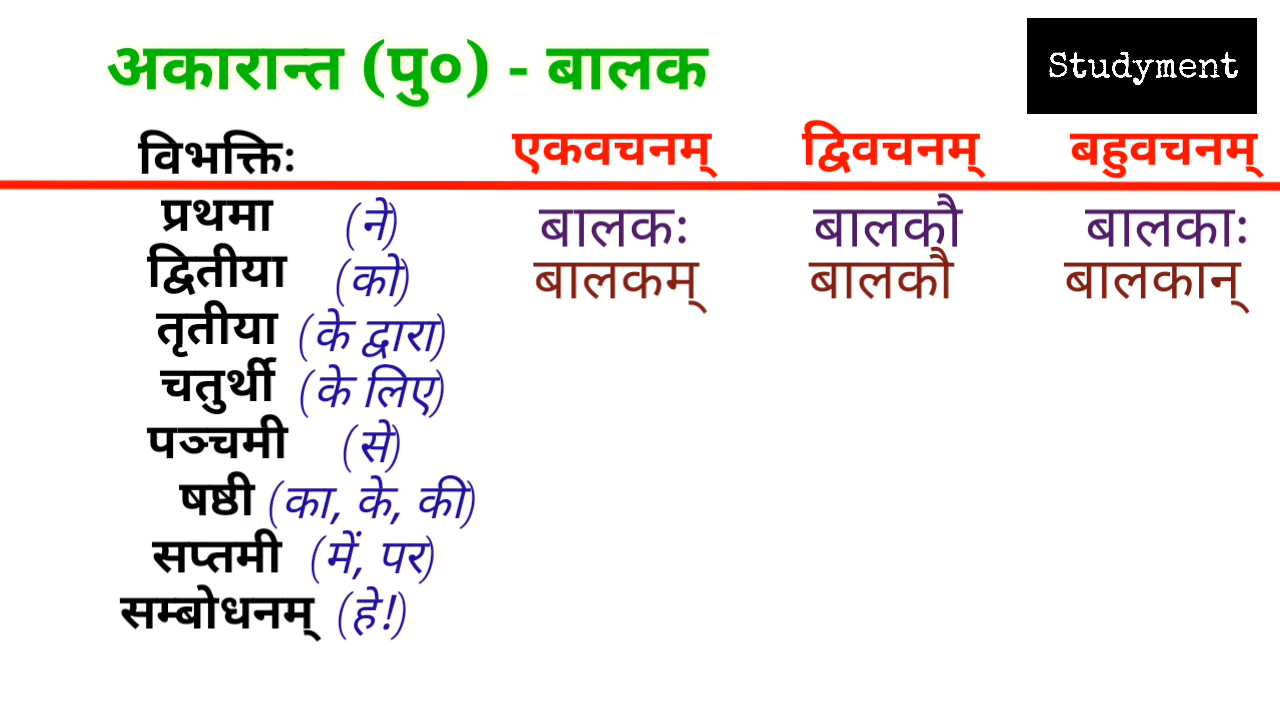 अकारान्त (पु०) - बालक
Studyment
विभक्तिः एकवचनम् द्विवचनम् बहुवचनम्
प्रथमा (ने) बालकः बालकौ बालकाः
द्वितीया (को) बालकम् बालकौ बालकान्
तृतीया (के द्वारा)
चतुर्थी (के लिए)
पञ्चमी (से)
षष्ठी (का, के, की)
सप्तमी (में, पर)
सम्बोधनम् (हे!)